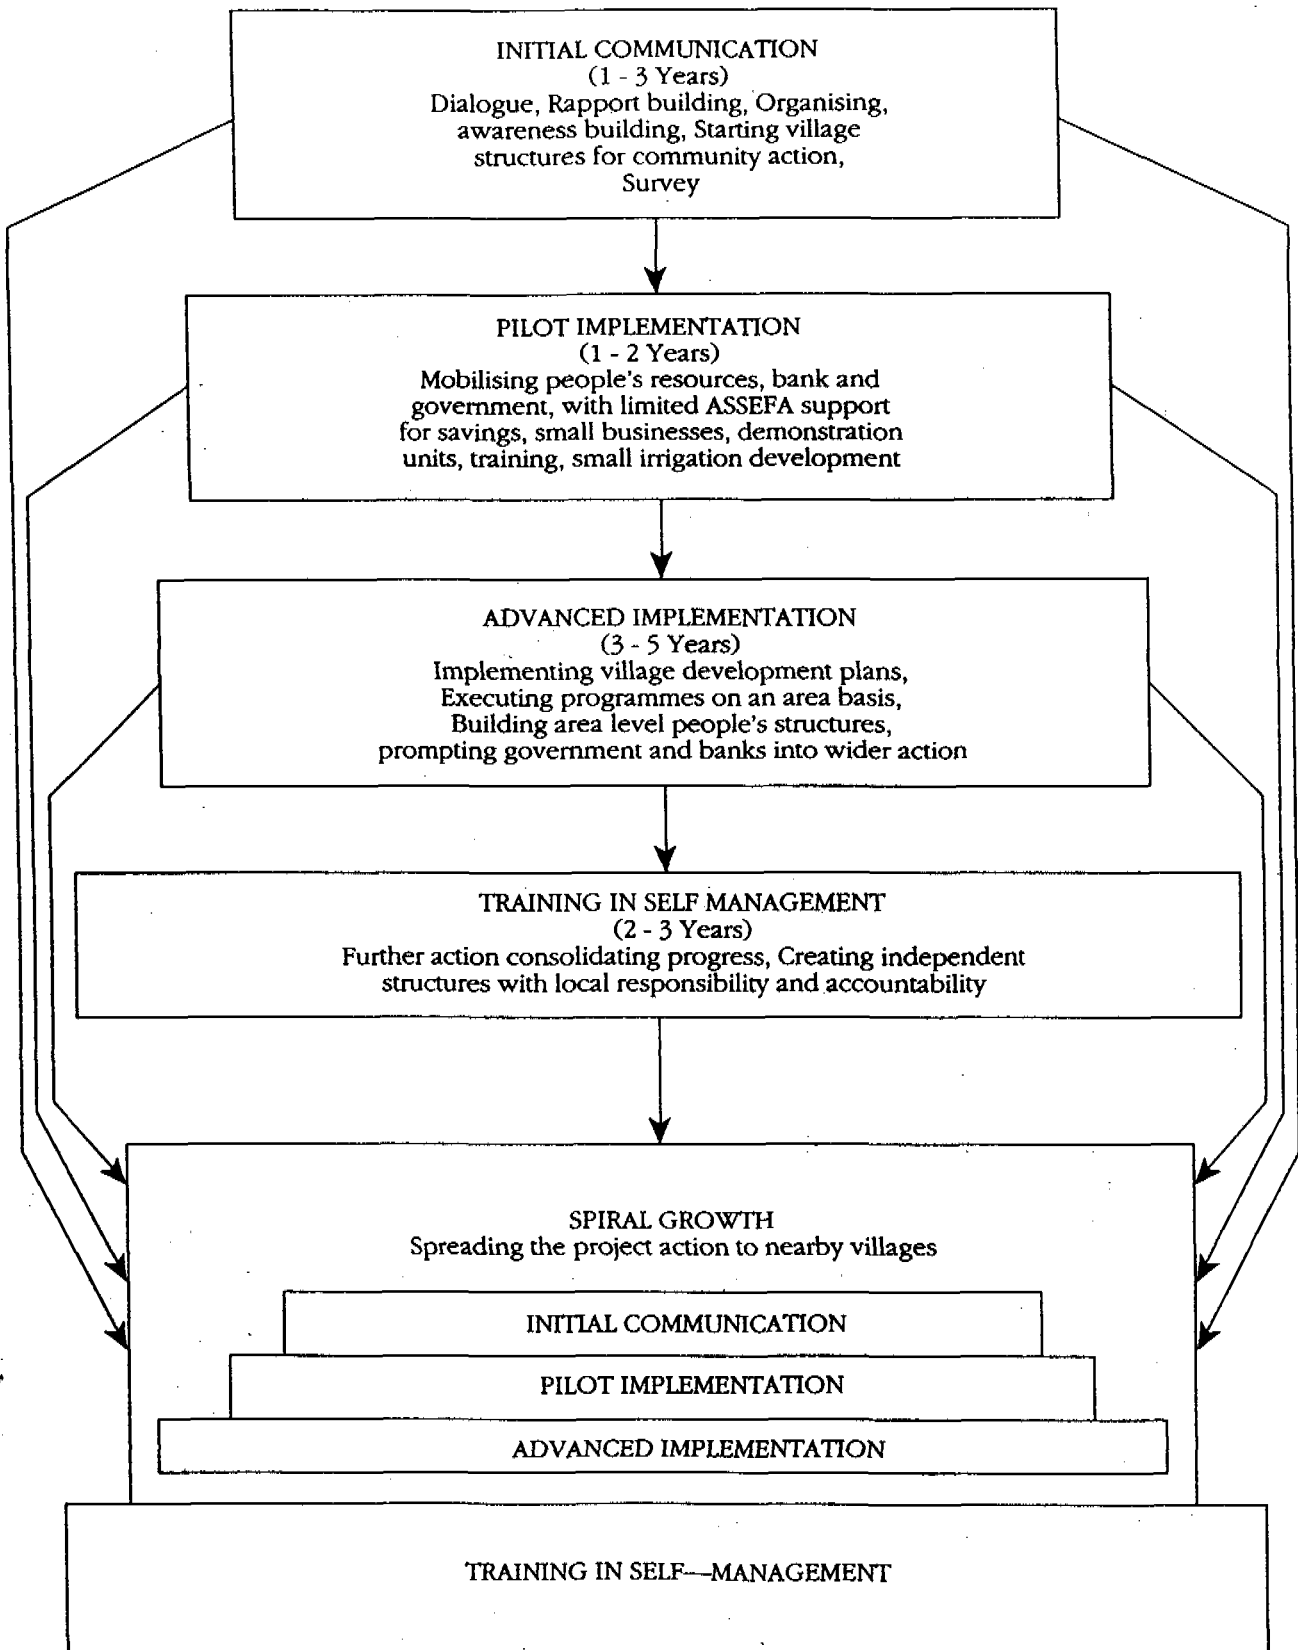 INITIAL COMMUNICATION
(1 - 3 Years)
Dialogue, Rapport building, Organising,
awareness building, Starting village
structures for community action,
Survey
PILOT IMPLEMENTATION
(1 - 2 Years)
Mobilising people's resources, bank and
government, with limited ASSEFA support
for savings, small businesses, demonstration
units, training, small irrigation development
ADVANCED IMPLEMENTATION
(3 - 5 Years)
Implementing village development plans,
Executing programmes on an area basis,
Building area level people's structures,
prompting government and banks into wider action
TRAINING IN SELF MANAGEMENT
(2 - 3 Years)
Further action consolidating progress, Creating independent
structures with local responsibility and accountability
SPIRAL GROWTH
Spreading the project action to nearby villages
INITIAL COMMUNICATION
PILOT IMPLEMENTATION
ADVANCED IMPLEMENTATION
TRAINING IN SELF—MANAGEMENT